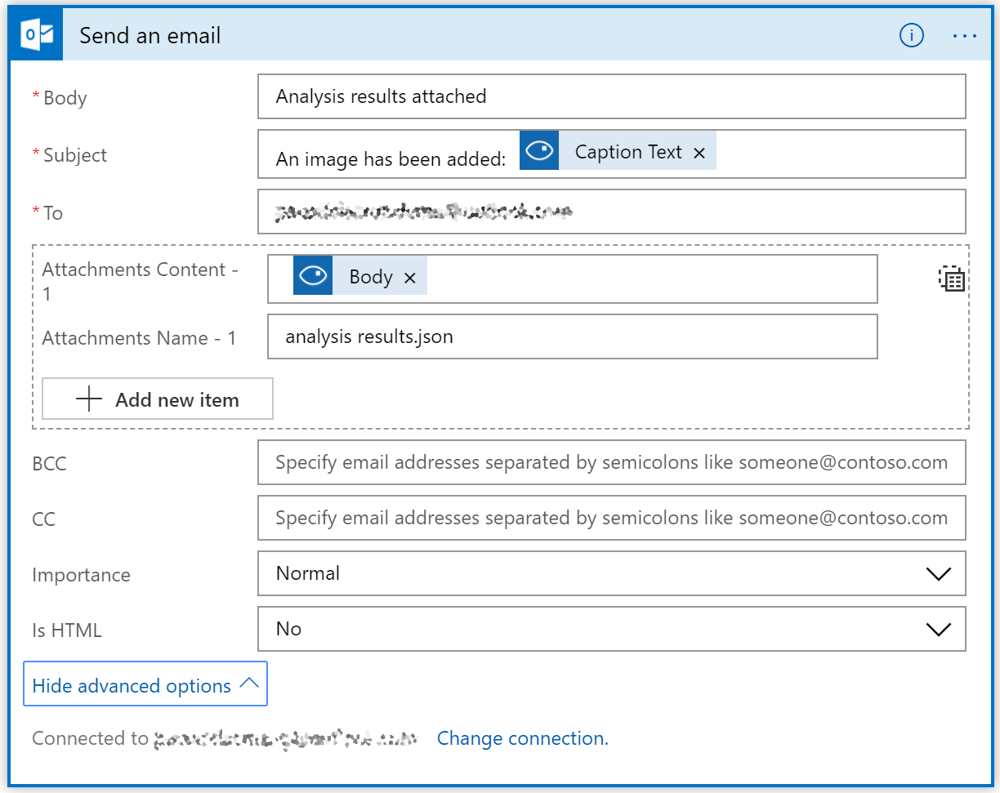 Send an email
* Body
Analysis results attached
* Subject
An image has been added: Caption Text ×
* To
Attachments Content - 1
Body ×
Attachments Name - 1
analysis results.json
+ Add new item
BCC
Specify email addresses separated by semicolons like someone@contoso.com
CC
Specify email addresses separated by semicolons like someone@contoso.com
Importance
Normal
Is HTML
No
Hide advanced options
Connected to
Change connection.